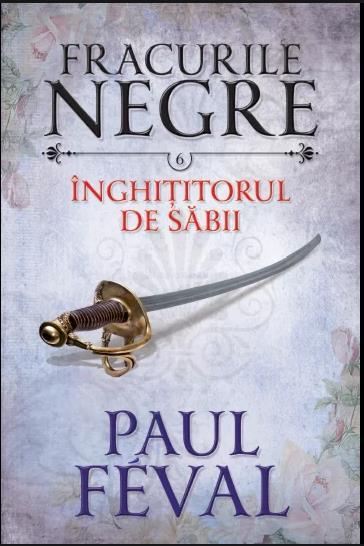 FRACURILE
NEGRE
6
ÎNGHIȚITORUL
DE SĂBII
PAUL
FÉVAL